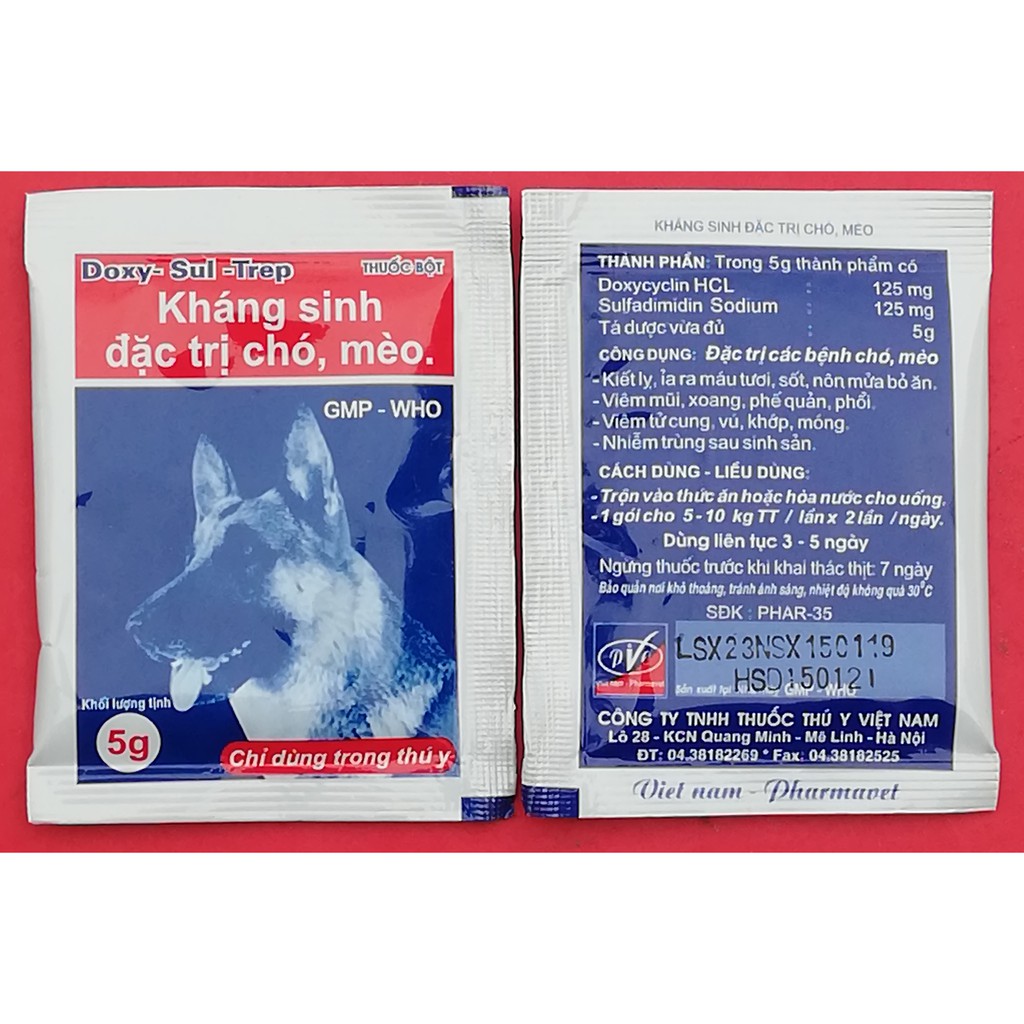 Doxy- Sul -Trep
THUỐC BỘT
Kháng sinh
đặc trị chó, mèo.
GMP - WHO
Khối lượng tịnh
5g
Chỉ dùng trong thú y
KHÁNG SINH ĐẶC TRỊ CHÓ, MÈO
THÀNH PHẦN: Trong 5g thành phẩm có
Doxycyclin HCL : 125 mg
Sulfadimidin Sodium : 125 mg
Tá dược vừa đủ : 5g
CÔNG DỤNG: Đặc trị các bệnh chó, mèo
- Kiết lỵ, ỉa ra máu tươi, sốt, nôn mửa bỏ ăn.
- Viêm mũi, xoang, phế quản, phổi.
- Viêm tử cung, vú, khớp, móng.
- Nhiễm trùng sau sinh sản.
CÁCH DÙNG - LIỀU DÙNG:
- Trộn vào thức ăn hoặc hòa nước cho uống.
- 1 gói cho 5-10 kg TT / lần x 2 lần / ngày.
Dùng liên tục 3 - 5 ngày
Ngừng thuốc trước khi khai thác thịt: 7 ngày
Bảo quản nơi khô thoáng, tránh ánh sáng, nhiệt độ không quá 30°C
SĐK : PHAR-35
LSX23NSX150119
HSD150121
Việt nam - Pharmavet
Sản xuất tại GMP - WHO
CÔNG TY TNHH THUỐC THÚ Y VIỆT NAM
Lô 28 - KCN Quang Minh - Mê Linh - Hà Nội
ĐT: 04.38182269 * Fax: 04.38182525
Viet nam - Pharmavet